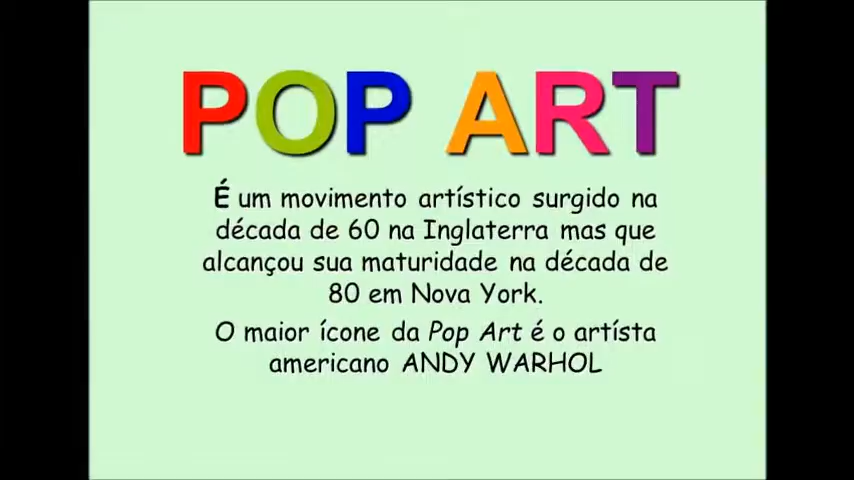 POP ART
É um movimento artístico surgido na
década de 60 na Inglaterra mas que
alcançou sua maturidade na década de
80 em Nova York.
O maior ícone da Pop Art é o artísta
americano ANDY WARHOL